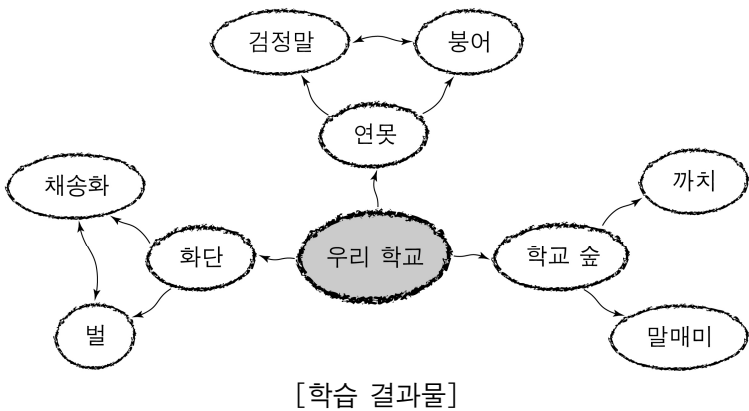 검정말
붕어
연못
채송화
까치
화단
우리 학교
학교 숲
벌
말매미
[학습 결과물]